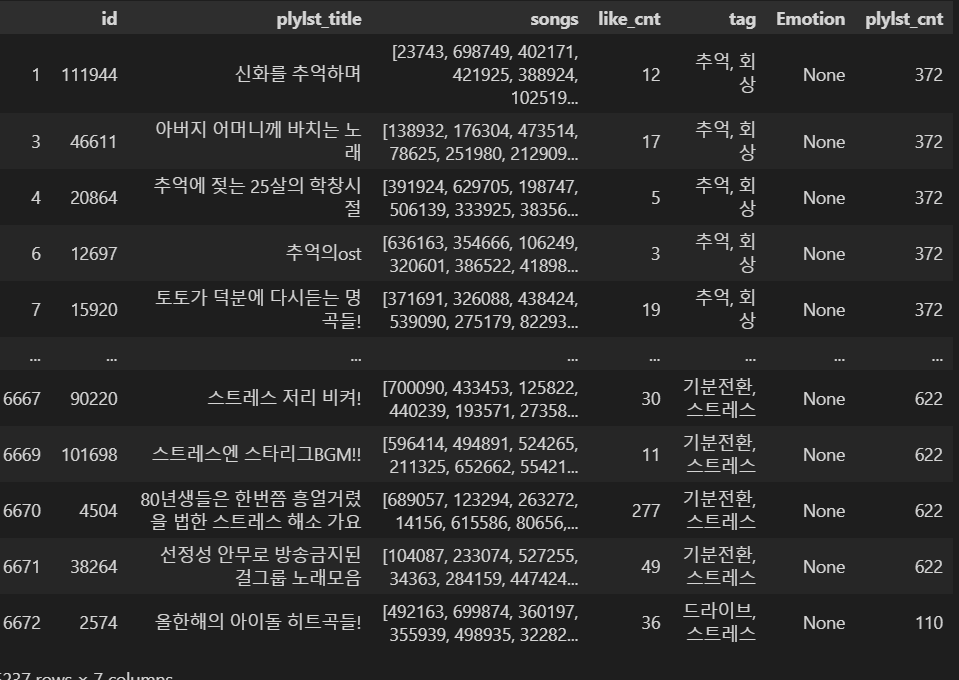 id plylst_title songs like_cnt tag Emotion plylst_cnt
[23743, 698749, 402171,
1 111944 신화를 추억하며 421925, 388924, 12 추억, 회 None 372
102519... 상
3 46611 아버지 어머니께 바치는 노 [138932, 176304, 473514, 17 추억, 회 None 372
래 78625, 251980, 212909... 상
4 20864 추억에 젖는 25살의 학창시 [391924, 629705, 198747, 5 추억, 회 None 372
절 506139, 333925, 38356... 상
6 12697 추억의ost [636163, 354666, 106249, 3 추억, 회 None 372
320601, 386522, 41898... 상
7 15920 토토가 덕분에 다시듣는 명 [371691, 326088, 438424, 19 추억, 회 None 372
곡들! 539090, 275179, 82293... 상
... ... ... ... ... ... ... ...
6667 90220 스트레스 저리 비켜! [700090, 433453, 125822, 30 기분전환, None 622
440239, 193571, 27358... 스트레스
6669 101698 스트레스엔 스타리그BGM!! [596414, 494891, 524265, 11 기분전환, None 622
211325, 652662, 55421... 스트레스
6670 4504 80년생들은 한번쯤 흥얼거렸 [689057, 123294, 263272, 277 기분전환, None 622
을 법한 스트레스 해소 가요 14156, 615586, 80656,... 스트레스
6671 38264 선정성 안무로 방송금지된 [104087, 233074, 527255, 49 기분전환, None 622
걸그룹 노래모음 34363, 284159, 447424... 스트레스
6672 2574 올한해의 아이돌 히트곡들! [492163, 699874, 360197, 36 드라이브, None 110
355939, 498935, 32282... 스트레스
rows × 7 columns